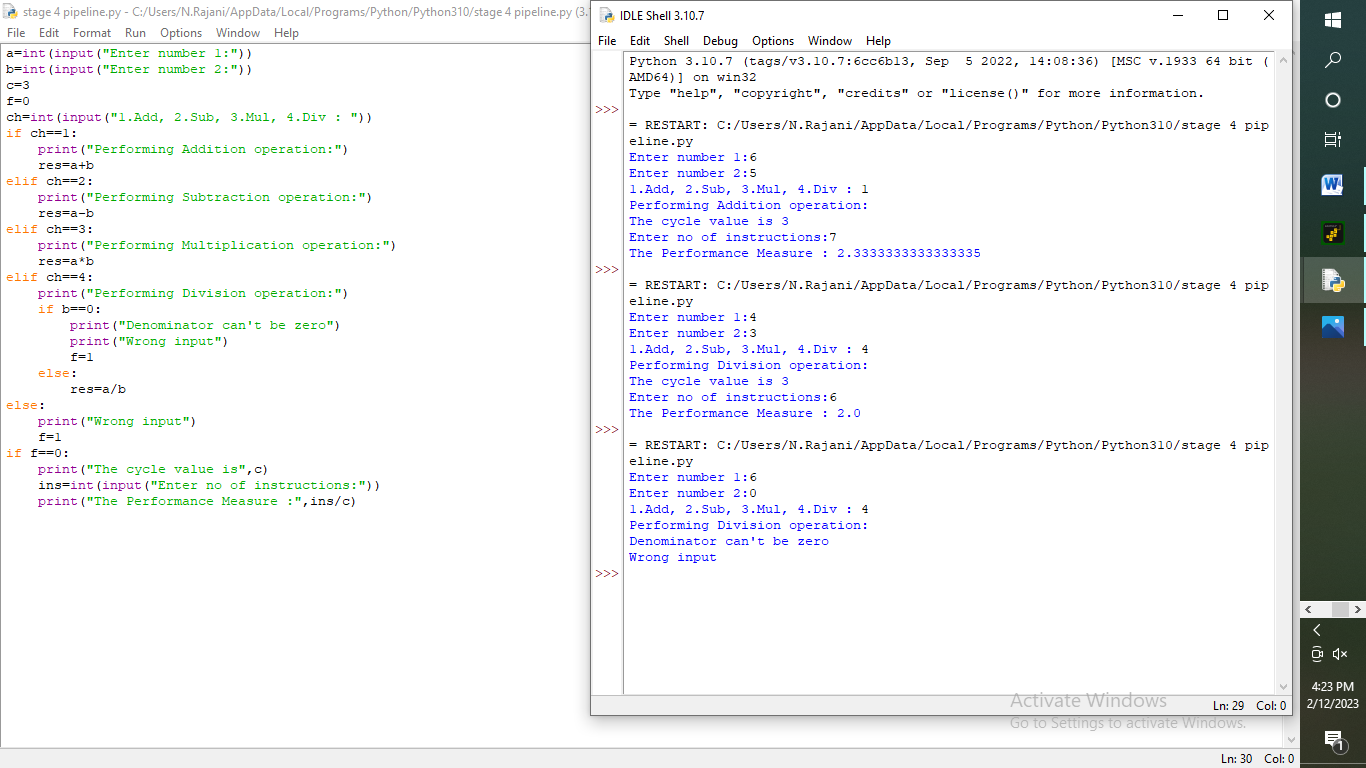 stage 4 pipeline.py - C:/Users/N.Rajani/AppData/Local/Programs/Python/Python310/stage 4 pipeline.py (3.
File Edit Format Run Options Window Help
a=int(input("Enter number 1:"))
b=int(input("Enter number 2:"))
c=3
f=0
ch=int(input("1.Add, 2.Sub, 3.Mul, 4.Div : "))
if ch==1:
    print("Performing Addition operation:")
    res=a+b
elif ch==2:
    print("Performing Subtraction operation:")
    res=a-b
elif ch==3:
    print("Performing Multiplication operation:")
    res=a*b
elif ch==4:
    print("Performing Division operation:")
    if b==0:
        print("Denominator can't be zero")
        print("Wrong input")
        f=1
    else:
        res=a/b
else:
    print("Wrong input")
    f=1
if f==0:
    print("The cycle value is",c)
    ins=int(input("Enter no of instructions:"))
    print("The Performance Measure :",ins/c)
Ln: 30 Col: 0
IDLE Shell 3.10.7
File Edit Shell Debug Options Window Help
Python 3.10.7 (tags/v3.10.7:6cc6b13, Sep  5 2022, 14:08:36) [MSC v.1933 64 bit (
AMD64)] on win32
Type "help", "copyright", "credits" or "license()" for more information.
>>>
= RESTART: C:/Users/N.Rajani/AppData/Local/Programs/Python/Python310/stage 4 pip
eline.py
Enter number 1:6
Enter number 2:5
1.Add, 2.Sub, 3.Mul, 4.Div : 1
Performing Addition operation:
The cycle value is 3
Enter no of instructions:7
The Performance Measure : 2.3333333333333335
>>>
= RESTART: C:/Users/N.Rajani/AppData/Local/Programs/Python/Python310/stage 4 pip
eline.py
Enter number 1:4
Enter number 2:3
1.Add, 2.Sub, 3.Mul, 4.Div : 4
Performing Division operation:
The cycle value is 3
Enter no of instructions:6
The Performance Measure : 2.0
>>>
= RESTART: C:/Users/N.Rajani/AppData/Local/Programs/Python/Python310/stage 4 pip
eline.py
Enter number 1:6
Enter number 2:0
1.Add, 2.Sub, 3.Mul, 4.Div : 4
Performing Division operation:
Denominator can't be zero
Wrong input
>>>
Activate Windows
Go to Settings to activate Windows.
Ln: 29 Col: 0
4:23 PM
2/12/2023
1